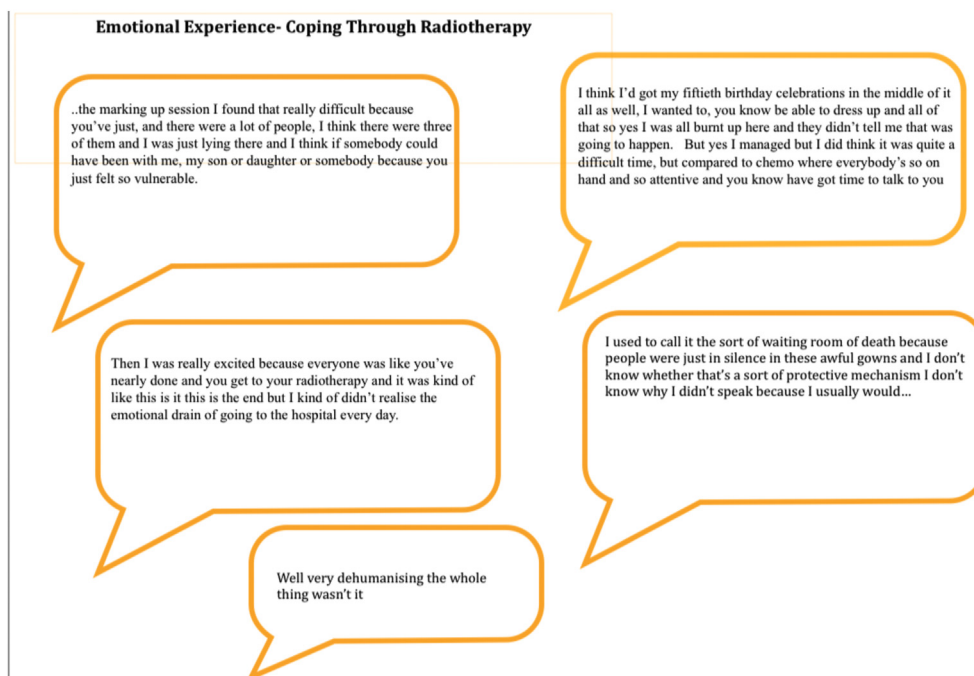 Emotional Experience- Coping Through Radiotherapy
..the marking up session I found that really difficult because
you've just, and there were a lot of people, I think there were three
of them and I was just lying there and I think if somebody could
have been with me, my son or daughter or somebody because you
just felt so vulnerable.
I think I'd got my fiftieth birthday celebrations in the middle of it
all as well, I wanted to, you know be able to dress up and all of
that so yes I was all burnt up here and they didn't tell me that was
going to happen.   But yes I managed but I did think it was quite a
difficult time, but compared to chemo where everybody's so on
hand and so attentive and you know have got time to talk to you
Then I was really excited because everyone was like you've
nearly done and you get to your radiotherapy and it was kind of
like this is it this is the end but I kind of didn't realise the
emotional drain of going to the hospital every day.
I used to call it the sort of waiting room of death because
people were just in silence in these awful gowns and I don't
know whether that's a sort of protective mechanism I don't
know why I didn't speak because I usually would…
Well very dehumanising the whole
thing wasn't it